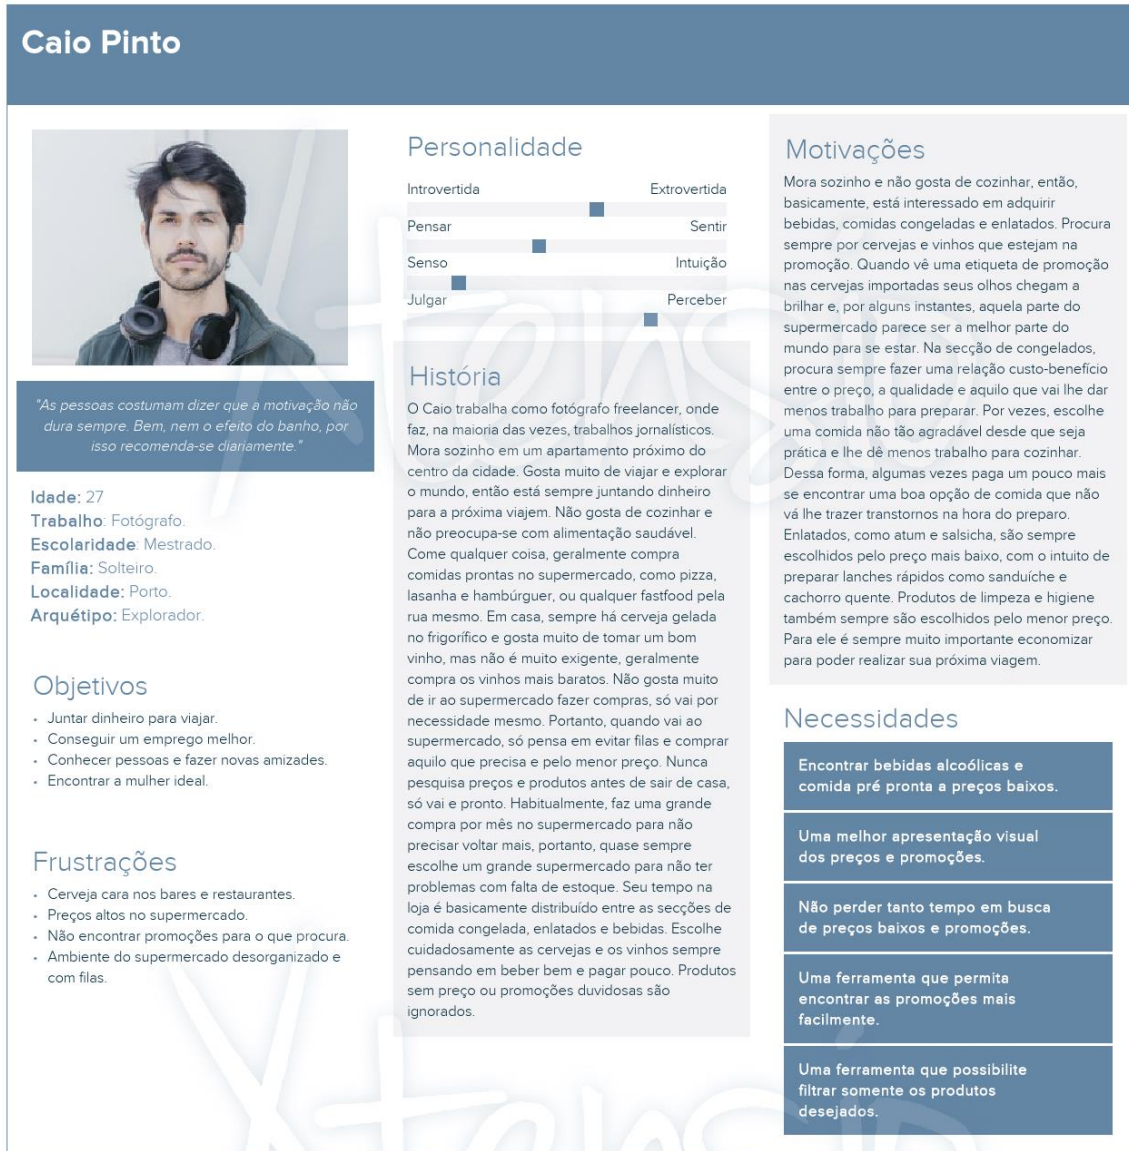 Caio Pinto
"As pessoas costumam dizer que a motivação não
dura sempre. Bem, nem o efeito do banho, por
isso recomenda-se diariamente."
Idade: 27
Trabalho: Fotógrafo.
Escolaridade: Mestrado.
Família: Solteiro.
Localidade: Porto.
Arquétipo: Explorador.
Objetivos
• Juntar dinheiro para viajar.
• Conseguir um emprego melhor.
• Conhecer pessoas e fazer novas amizades.
• Encontrar a mulher ideal.
Frustrações
• Cerveja cara nos bares e restaurantes.
• Preços altos no supermercado.
• Não encontrar promoções para o que procura.
• Ambiente do supermercado desorganizado e
com filas.
Personalidade
Introvertida Extrovertida
Pensar Sentir
Senso Intuição
Julgar Perceber
História
O Caio trabalha como fotógrafo freelancer, onde
faz, na maioria das vezes, trabalhos jornalísticos.
Mora sozinho em um apartamento próximo do
centro da cidade. Gosta muito de viajar e explorar
o mundo, então está sempre juntando dinheiro
para a próxima viajem. Não gosta de cozinhar e
não preocupa-se com alimentação saudável.
Come qualquer coisa, geralmente compra
comidas prontas no supermercado, como pizza,
lasanha e hambúrguer, ou qualquer fastfood pela
rua mesmo. Em casa, sempre há cerveja gelada
no frigorífico e gosta muito de tomar um bom
vinho, mas não é muito exigente, geralmente
compra os vinhos mais baratos. Não gosta muito
de ir ao supermercado fazer compras, só vai por
necessidade mesmo. Portanto, quando vai ao
supermercado, só pensa em evitar filas e comprar
aquilo que precisa e pelo menor preço. Nunca
pesquisa preços e produtos antes de sair de casa,
só vai e pronto. Habitualmente, faz uma grande
compra por mês no supermercado para não
precisar voltar mais, portanto, quase sempre
escolhe um grande supermercado para não ter
problemas com falta de estoque. Seu tempo na
loja é basicamente distribuído entre as secções de
comida congelada, enlatados e bebidas. Escolhe
cuidadosamente as cervejas e os vinhos sempre
pensando em beber bem e pagar pouco. Produtos
sem preço ou promoções duvidosas são
ignorados.
Motivações
Mora sozinho e não gosta de cozinhar, então,
basicamente, está interessado em adquirir
bebidas, comidas congeladas e enlatados. Procura
sempre por cervejas e vinhos que estejam na
promoção. Quando vê uma etiqueta de promoção
nas cervejas importadas seus olhos chegam a
brilhar e, por alguns instantes, aquela parte do
supermercado parece ser a melhor parte do
mundo para se estar. Na secção de congelados,
procura sempre fazer uma relação custo-benefício
entre o preço, a qualidade e aquilo que vai lhe dar
menos trabalho para preparar. Por vezes, escolhe
uma comida não tão agradável desde que seja
prática e lhe dê menos trabalho para cozinhar.
Dessa forma, algumas vezes paga um pouco mais
se encontrar uma boa opção de comida que não
vá lhe trazer transtornos na hora do preparo.
Enlatados, como atum e salsicha, são sempre
escolhidos pelo preço mais baixo, com o intuito de
preparar lanches rápidos como sanduíche e
cachorro quente. Produtos de limpeza e higiene
também sempre são escolhidos pelo menor preço.
Para ele é sempre muito importante economizar
para poder realizar sua próxima viagem.
Necessidades
Encontrar bebidas alcoólicas e
comida pré pronta a preços baixos.
Uma melhor apresentação visual
dos preços e promoções.
Não perder tanto tempo em busca
de preços baixos e promoções.
Uma ferramenta que permita
encontrar as promoções mais
facilmente.
Uma ferramenta que possibilite
filtrar somente os produtos
desejados.
Xtensio
Xtensio